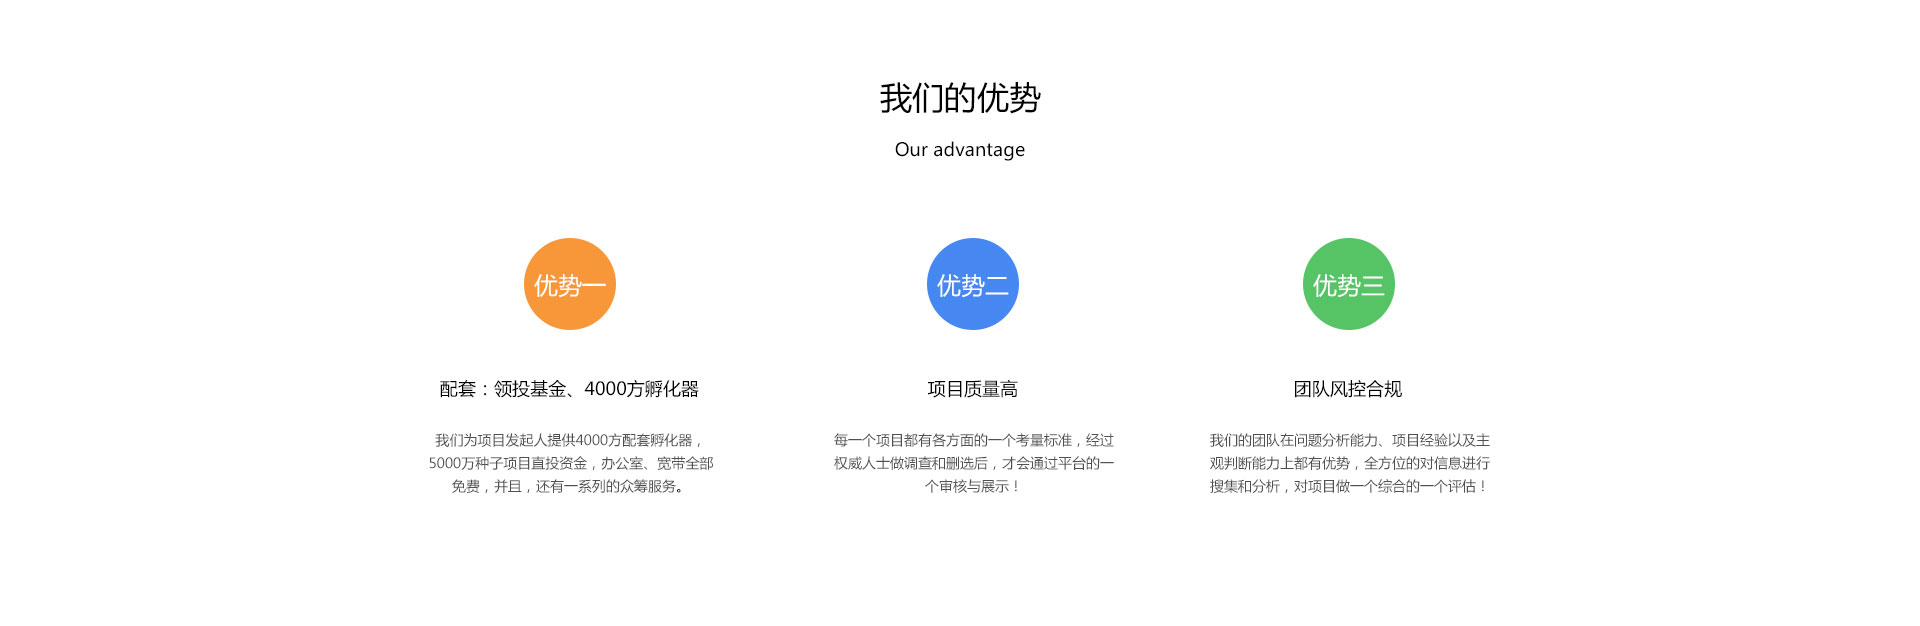 我们的优势
Our advantage
优势一
优势二
优势三
配套：领投基金、4000方孵化器
项目质量高
团队风控合规
我们为项目发起人提供4000方配套孵化器，
5000万种子项目直投资金，办公室、宽带全部
免费，并且，还有一系列的众筹服务。
每一个项目都有各方面的一个考量标准，经过
权威人士做调查和删选后，才会通过平台的一
个审核与展示！
我们的团队在问题分析能力、项目经验以及主
观判断能力上都有优势，全方位的对信息进行
搜集和分析，对项目做一个综合的一个评估！